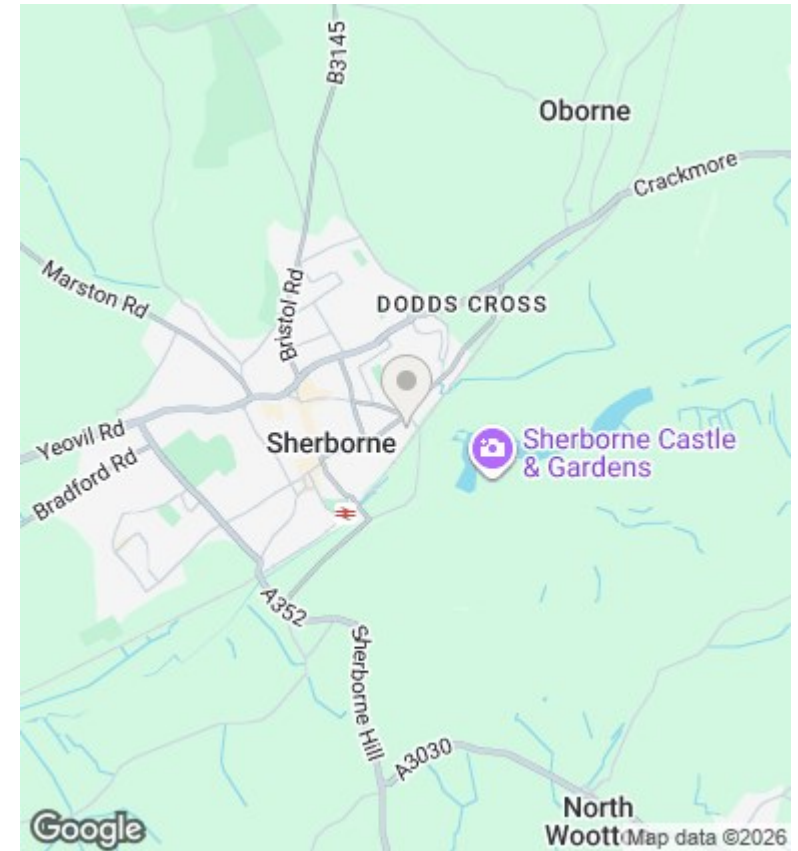 B3145
Oborne
Crackmore
Marston Rd
Bristol Rd
DODDS CROSS
Yeovil Rd
Sherborne
Sherborne Castle
& Gardens
Bradford Rd
A352
Sherborne Hill
A3030
North
Woott
Google
Map data ©2026